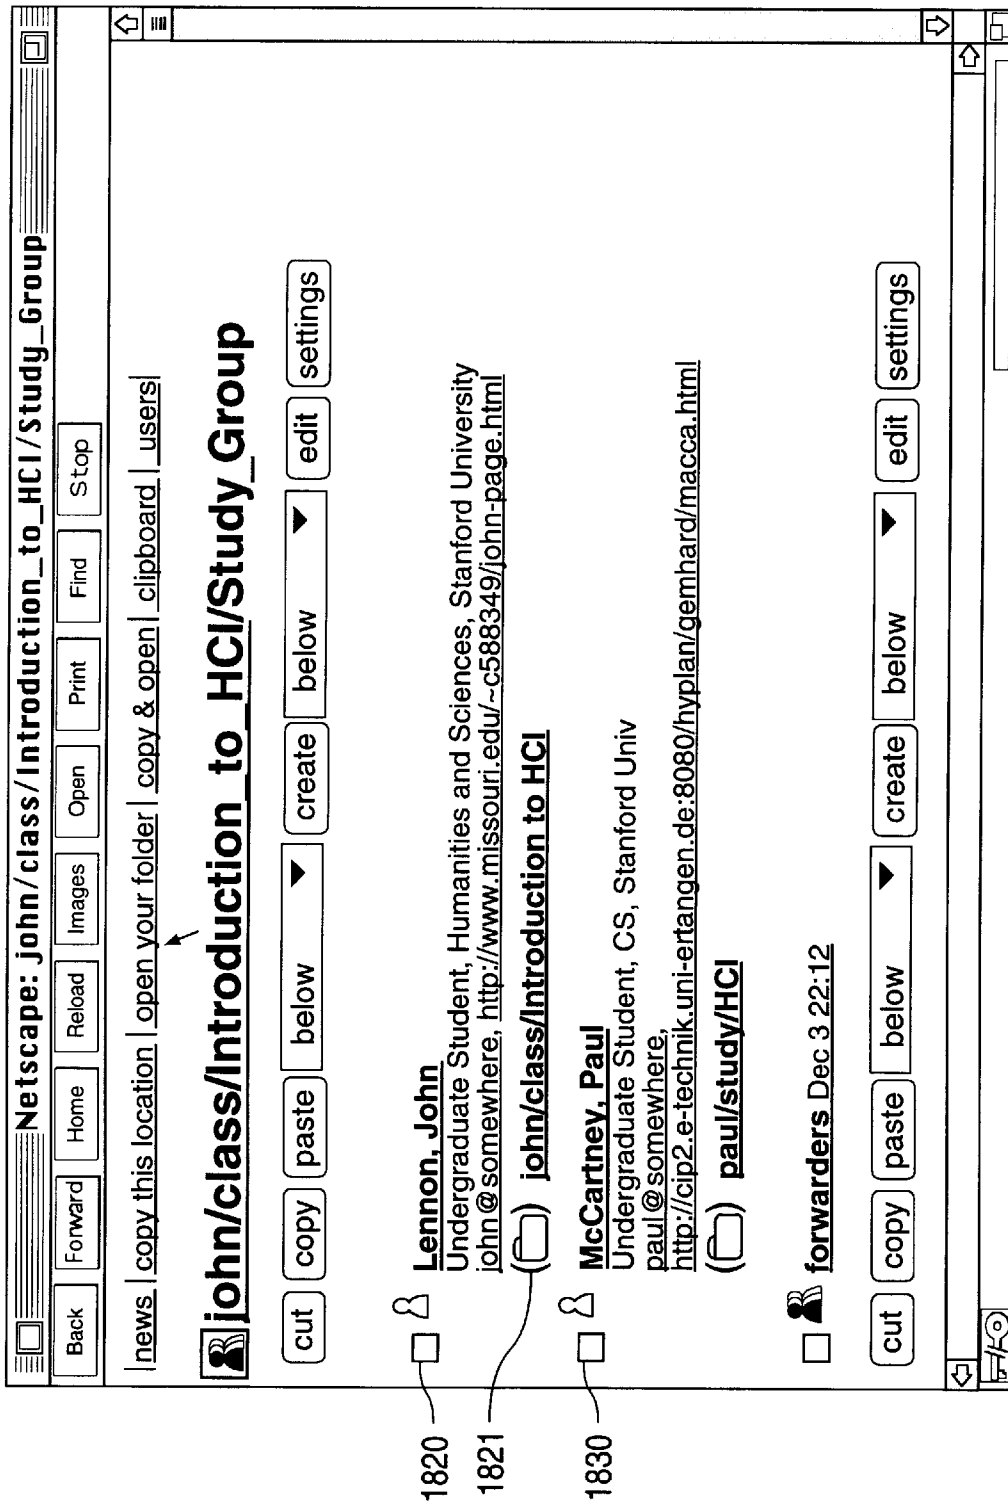 Netscape: john/class/Introduction_to_HCI/Study_Group
Back Forward Home Reload Images Open Print Find Stop
|news| copy this location | open your folder| copy & open| clipboard | users|
john/class/Introduction_to_HCI/Study_Group
cut copy paste below create below edit settings
Lennon, John
Undergraduate Student, Humanities and Sciences, Stanford University
john@somewhere, http://www.missouri.edu/~c588349/john-page.html
( ) john/class/Introduction to HCI
McCartney, Paul
Undergraduate Student, CS, Stanford Univ
paul@somewhere,
http://cip2.e-technik.uni-ertangen.de:8080/hyplan/gemhard/macca.html
( ) paul/study/HCI
forwarders Dec 3 22:12
cut copy paste below create below edit settings
1820
1821
1830